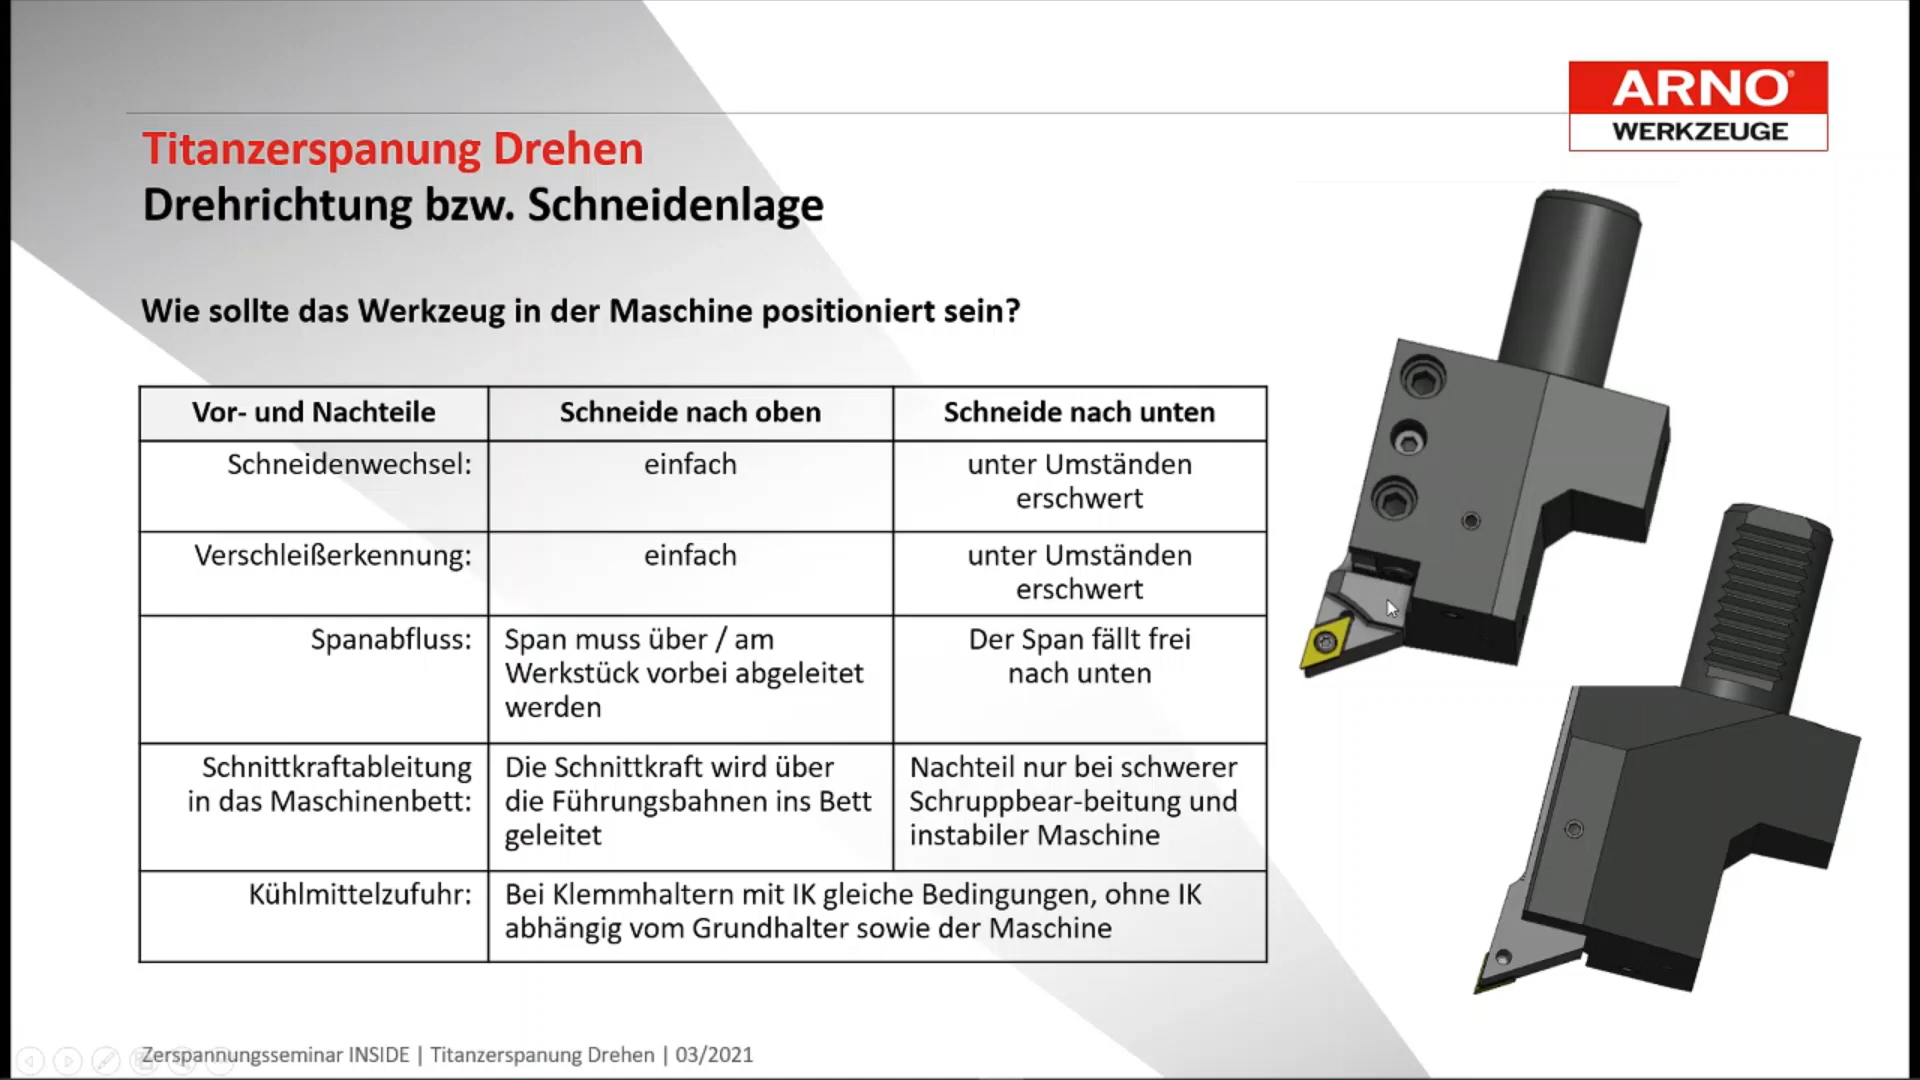 ARNO®
WERKZEUGE
Titanzerspanung Drehen
Drehrichtung bzw. Schneidenlage
Wie sollte das Werkzeug in der Maschine positioniert sein?
Vor- und Nachteile
Schneide nach oben
Schneide nach unten
Schneidenwechsel:
einfach
unter Umständen
erschwert
Verschleißerkennung:
einfach
unter Umständen
erschwert
Spanabfluss:
Span muss über / am
Werkstück vorbei abgeleitet
werden
Der Span fällt frei
nach unten
Schnittkraftableitung
in das Maschinenbett:
Die Schnittkraft wird über
die Führungsbahnen ins Bett
geleitet
Nachteil nur bei schwerer
Schruppbear-beitung und
instabiler Maschine
Kühlmittelzufuhr:
Bei Klemmhaltern mit IK gleiche Bedingungen, ohne IK
abhängig vom Grundhalter sowie der Maschine
Zerspannungsseminar INSIDE | Titanzerspanung Drehen | 03/2021